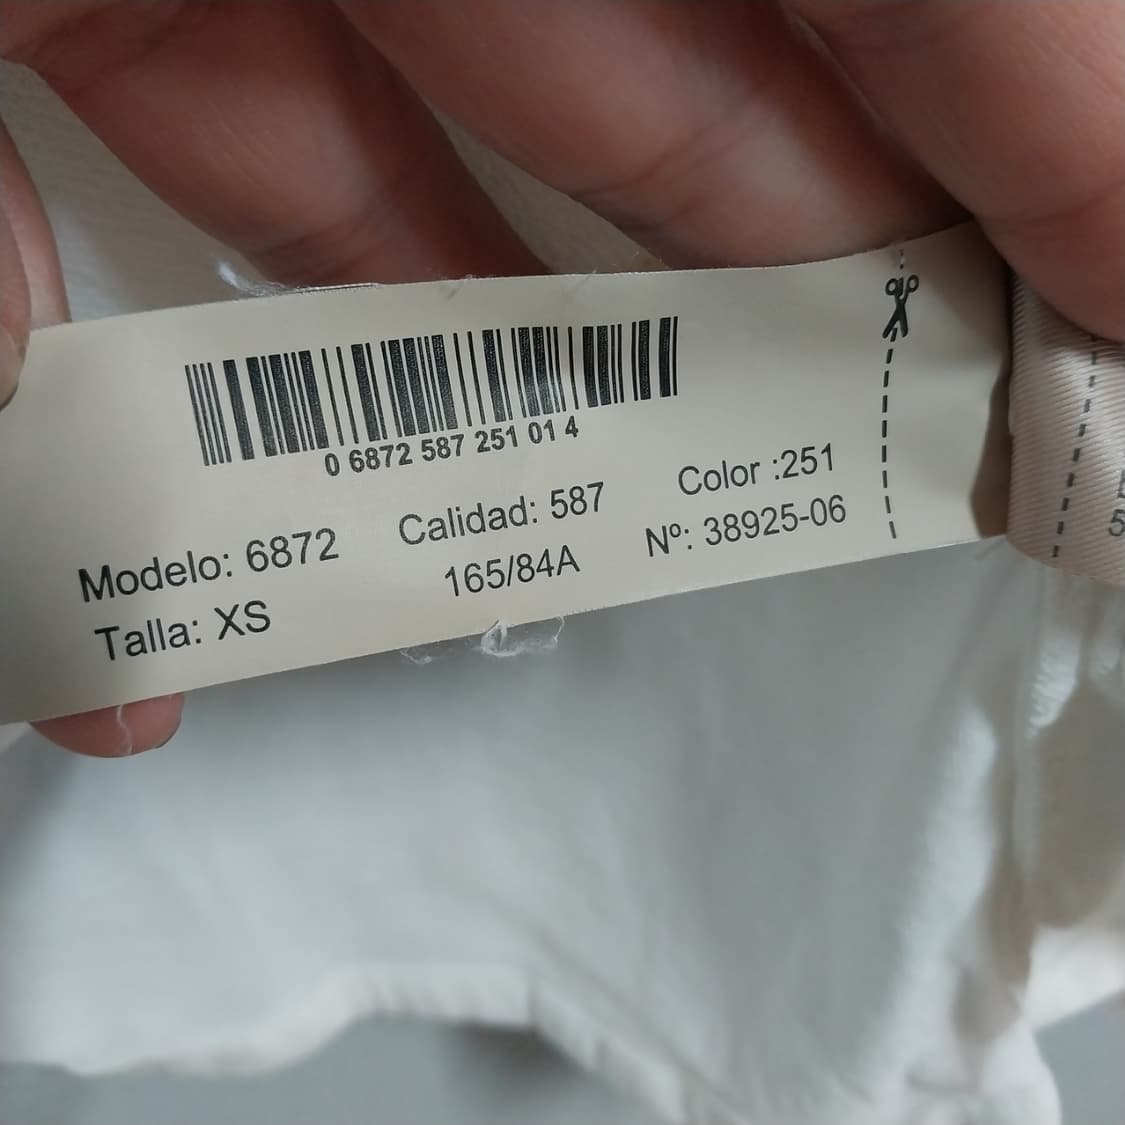 0 6872 587 251 01 4
Modelo: 6872 Calidad: 587 Color :251
Talla: XS 165/84A Nº: 38925-06